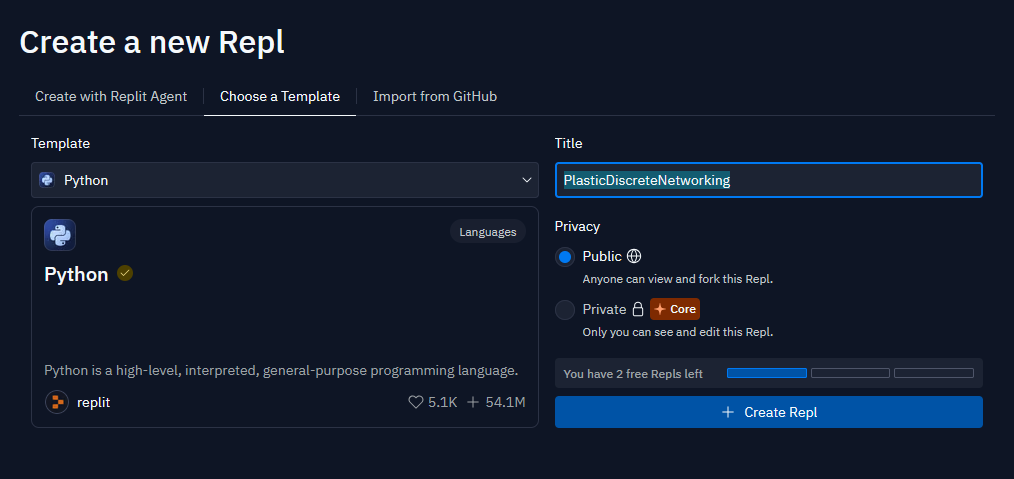 Create a new Repl
Create with Replit Agent
Choose a Template
Import from GitHub
Template
Python
Languages
Python
Python is a high-level, interpreted, general-purpose programming language.
replit
5.1K
54.1M
Title
PlasticDiscreteNetworking
Privacy
Public
Anyone can view and fork this Repl.
Private
Core
Only you can see and edit this Repl.
You have 2 free Repls left
Create Repl